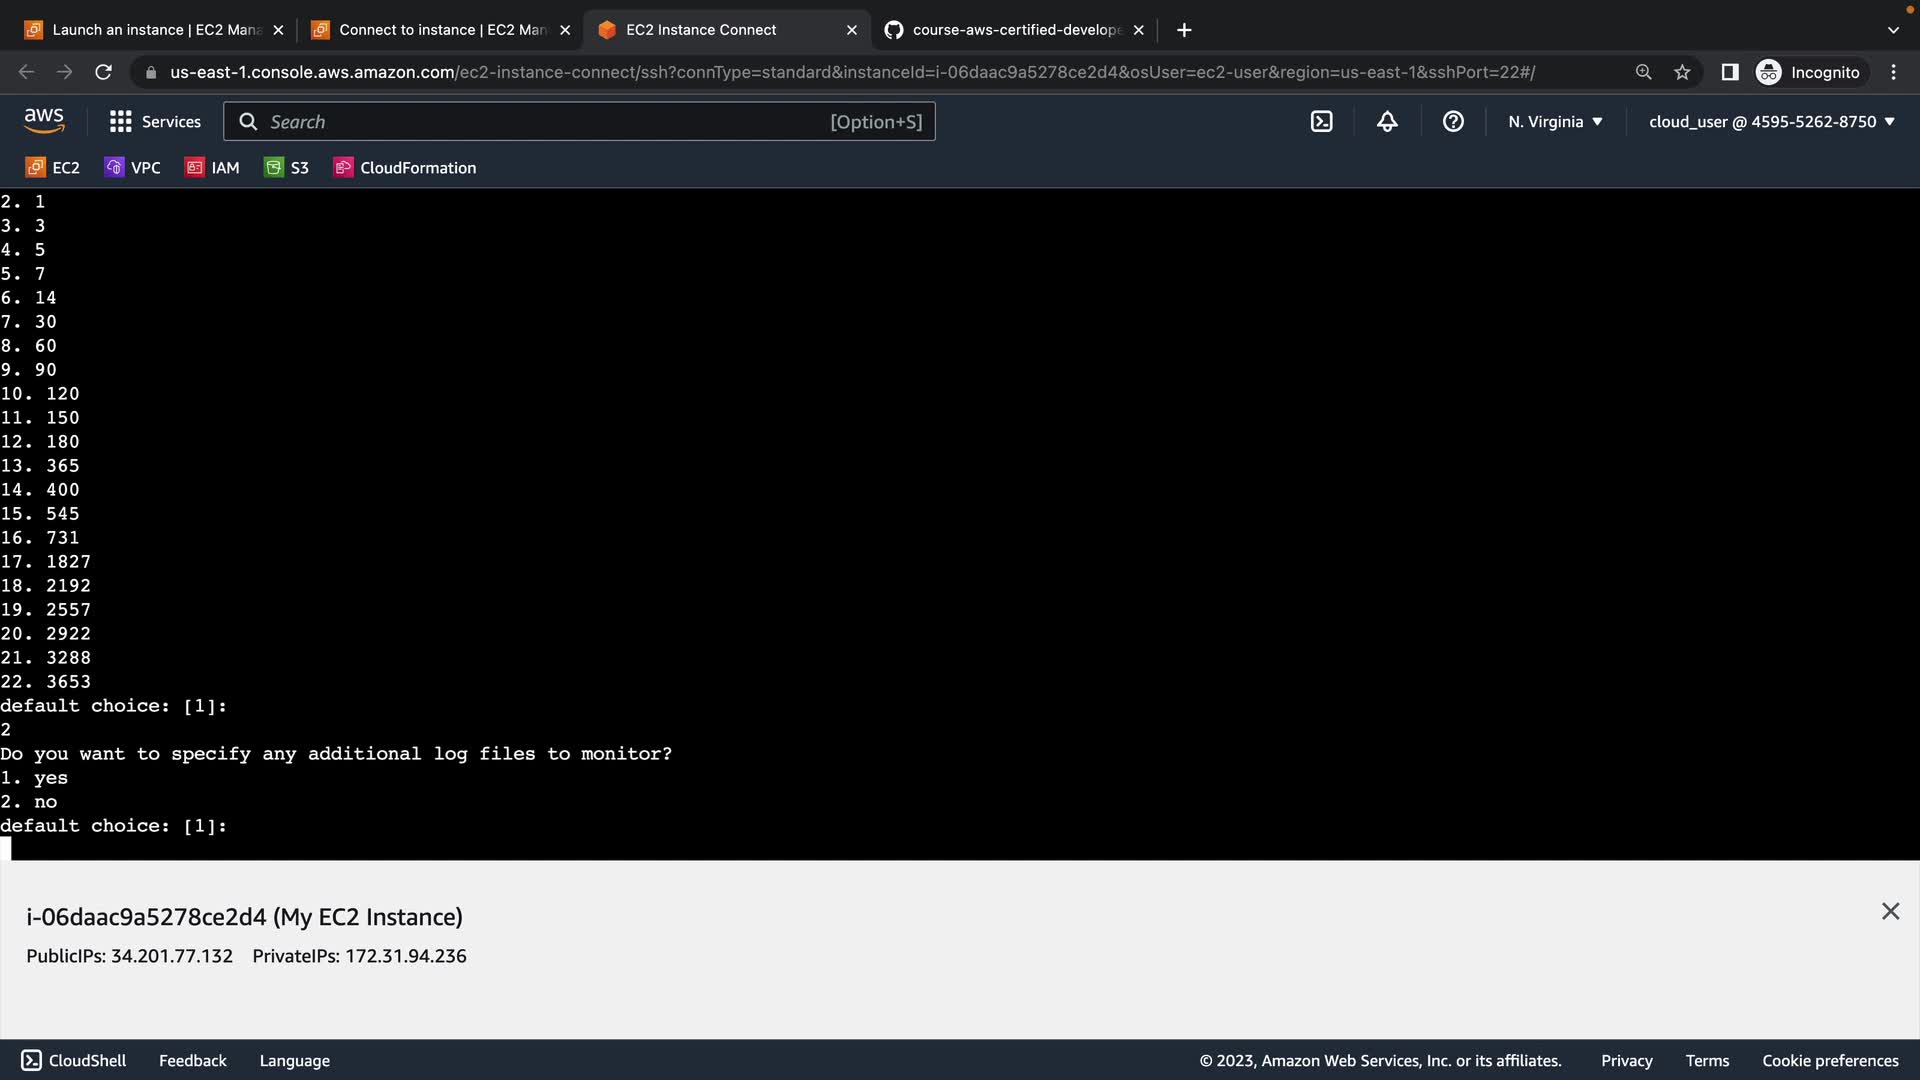 Launch an instance | EC2 Mana
Connect to instance | EC2 Man
EC2 Instance Connect
course-aws-certified-develope
us-east-1.console.aws.amazon.com/ec2-instance-connect/ssh?connType=standard&instanceId=i-06daac9a5278ce2d4&osUser=ec2-user&region=us-east-1&sshPort=22#/
Incognito
aws
Services
Search
[Option+S]
N. Virginia
cloud_user @ 4595-5262-8750
EC2
VPC
IAM
S3
CloudFormation
2. 1
3. 3
4. 5
5. 7
6. 14
7. 30
8. 60
9. 90
10. 120
11. 150
12. 180
13. 365
14. 400
15. 545
16. 731
17. 1827
18. 2192
19. 2557
20. 2922
21. 3288
22. 3653
default choice: [1]:
2
Do you want to specify any additional log files to monitor?
1. yes
2. no
default choice: [1]:
i-06daac9a5278ce2d4 (My EC2 Instance)
PublicIPs: 34.201.77.132 PrivateIPs: 172.31.94.236
CloudShell
Feedback
Language
© 2023, Amazon Web Services, Inc. or its affiliates.
Privacy
Terms
Cookie preferences